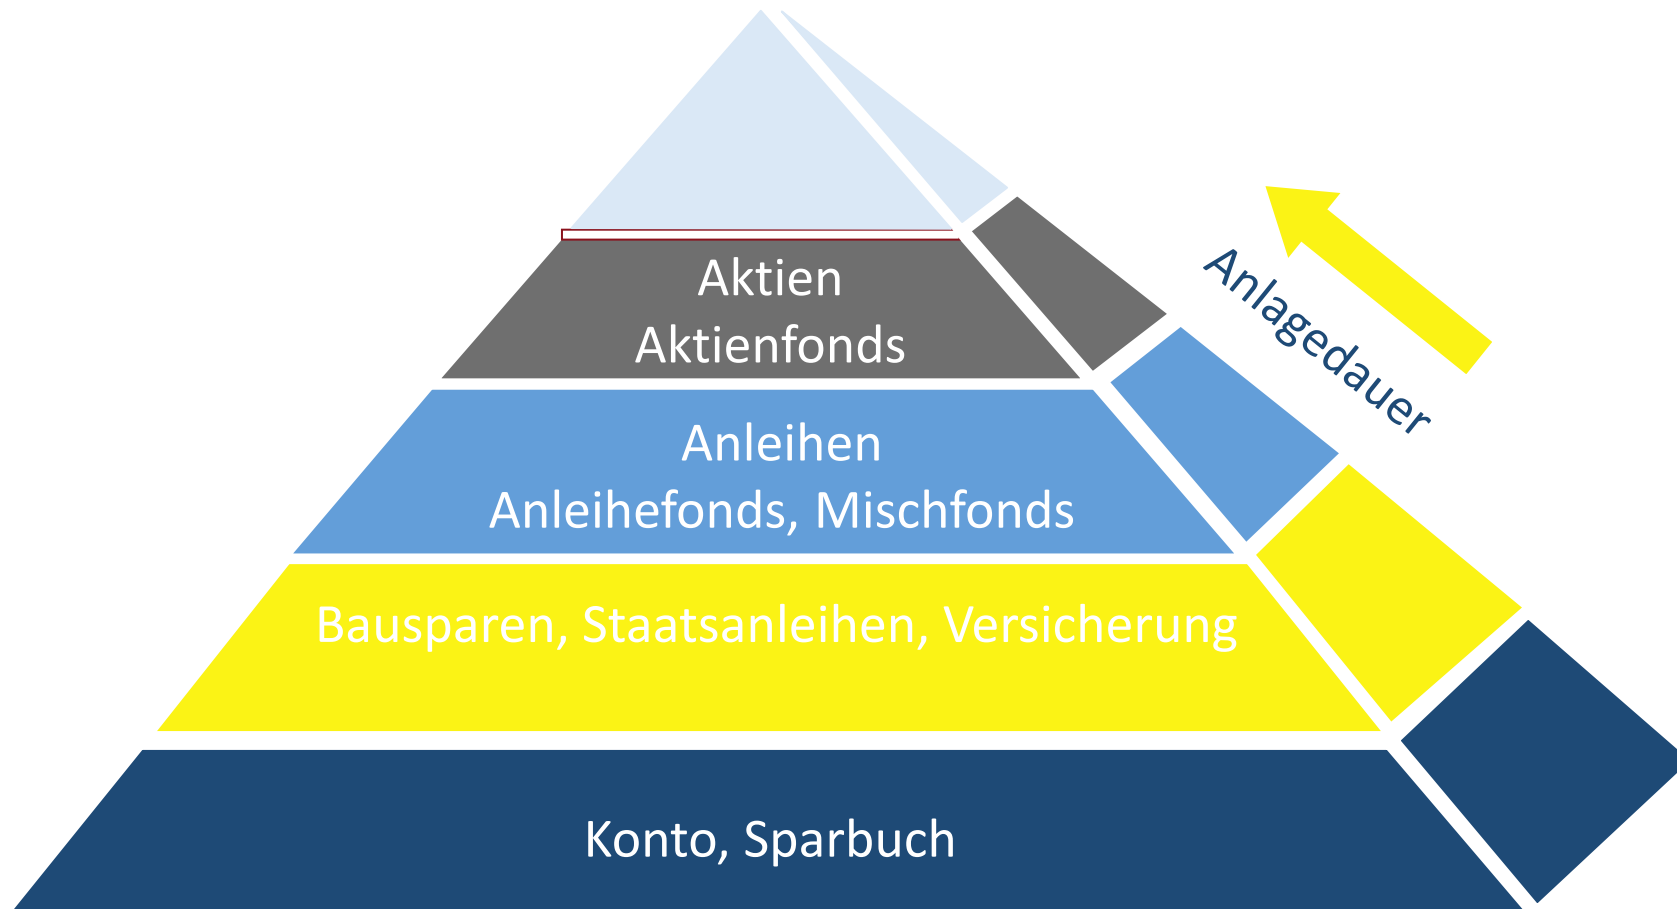 Aktien
Aktienfonds
Anlagedauer
Anleihen
Anleihefonds, Mischfonds
Bausparen, Staatsanleihen, Versicherung
Konto, Sparbuch